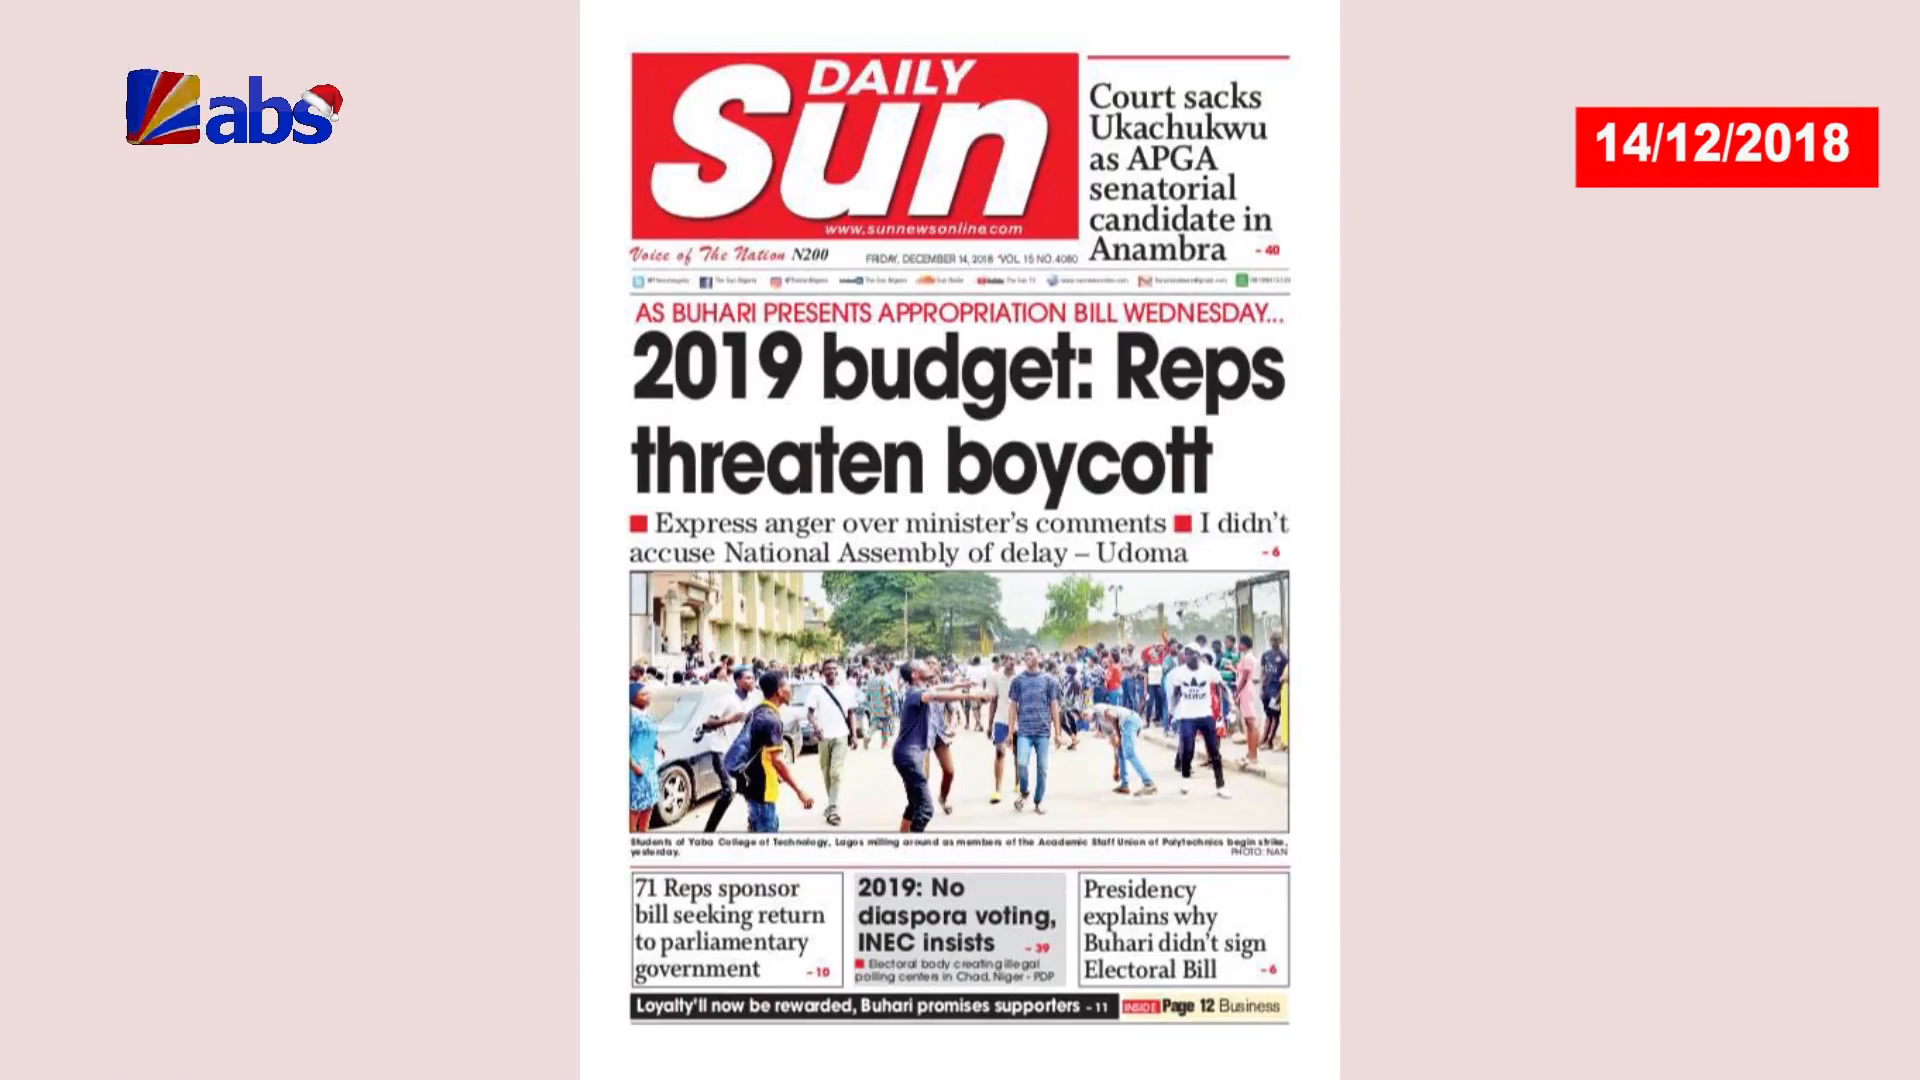 abs
14/12/2018
DAILY
Sun
www.sunnewsonline.com
Voice of The Nation N200
FRIDAY, DECEMBER 14, 2018 VOL. 15 NO. 4080
Court sacks
Ukachukwu
as APGA
senatorial
candidate in
Anambra - 40
AS BUHARI PRESENTS APPROPRIATION BILL WEDNESDAY...
2019 budget: Reps
threaten boycott
Express anger over minister's comments I didn't
accuse National Assembly of delay – Udoma - 6
Students of Yaba College of Technology, Lagos milling around as members of the Academic Staff Union of Polytechnics begin strike,
yesterday. PHOTO: NAN
71 Reps sponsor
bill seeking return
to parliamentary
government - 10
2019: No
diaspora voting,
INEC insists - 39
Electoral body creating illegal
polling centers in Chad, Niger - PDP
Presidency
explains why
Buhari didn't sign
Electoral Bill - 6
Loyalty'll now be rewarded, Buhari promises supporters - 11
INSIDE Page 12 Business